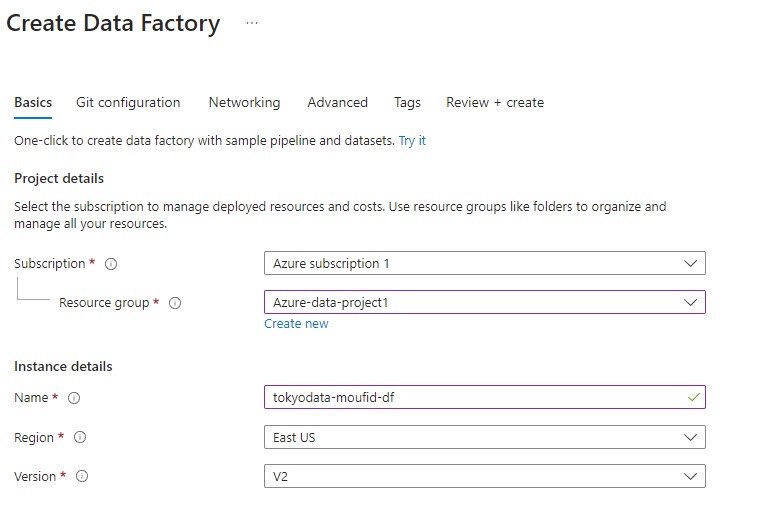 Create Data Factory ...
Basics Git configuration Networking Advanced Tags Review + create
One-click to create data factory with sample pipeline and datasets. Try it
Project details
Select the subscription to manage deployed resources and costs. Use resource groups like folders to organize and
manage all your resources.
Subscription * Azure subscription 1
Resource group * Azure-data-project1
Create new
Instance details
Name * tokyodata-moufid-df
Region * East US
Version * V2